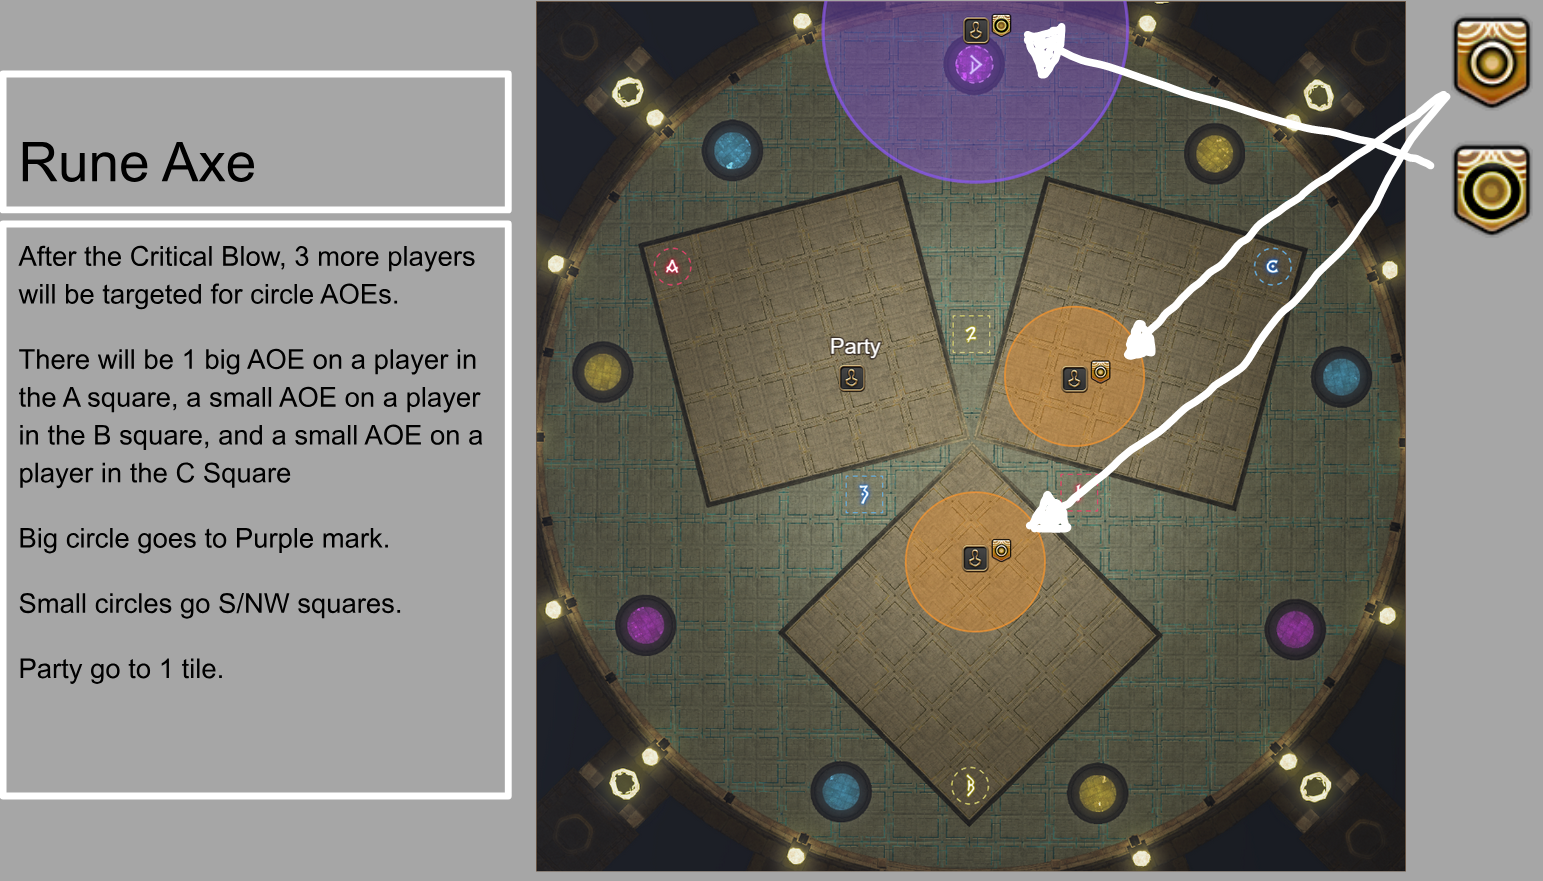 Rune Axe
After the Critical Blow, 3 more players
will be targeted for circle AOEs.
There will be 1 big AOE on a player in
the A square, a small AOE on a player
in the B square, and a small AOE on a
player in the C Square
Big circle goes to Purple mark.
Small circles go S/NW squares.
Party go to 1 tile.
D
A
C
2
Party
3
1
B